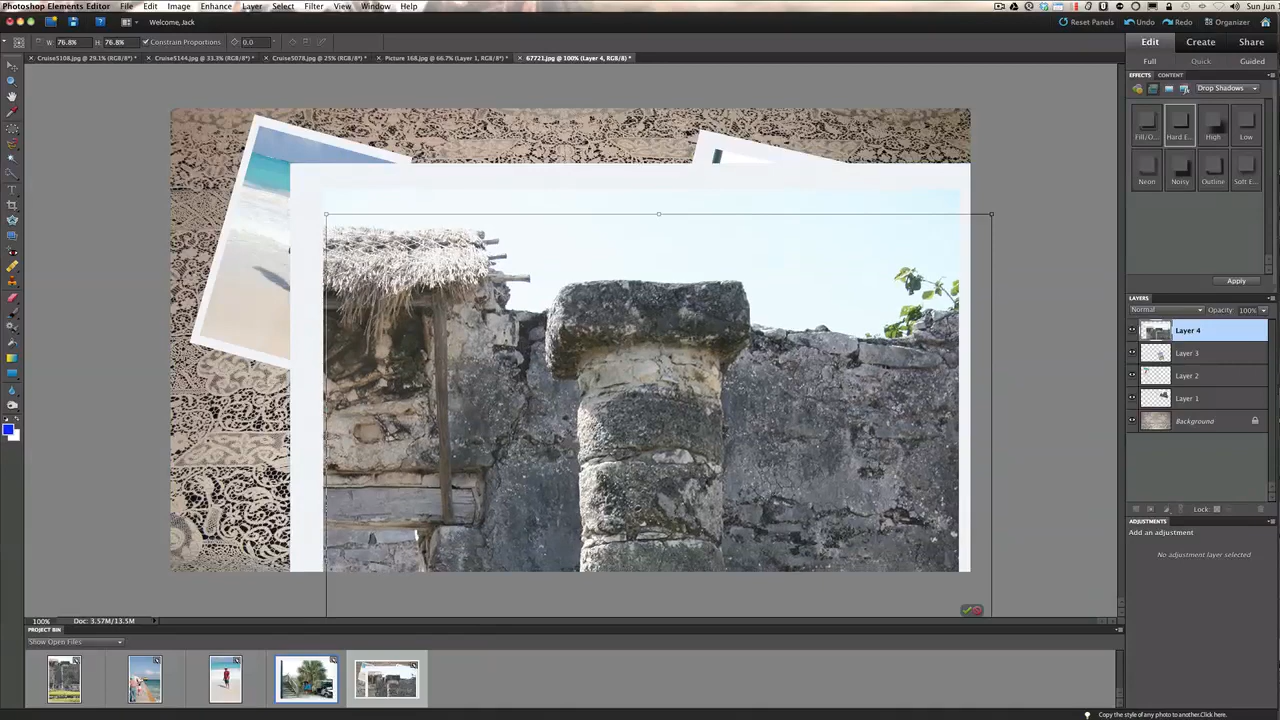 Photoshop Elements Editor File Edit Image Enhance Layer Select Filter View Window Help Sun Jun
Welcome, Jack Reset Panels Undo Redo Organizer
W: 76.8% H: 76.8% Constrain Proportions 0.0 Edit Create Share
Cruise5108.jpg @ 29.1% (RGB/8*) * Cruise5144.jpg @ 33.3% (RGB/8*) * Cruise5078.jpg @ 25% (RGB/8*) * Picture 168.jpg @ 66.7% (Layer 1, RGB/8*) * 67721.jpg @ 100% (Layer 4, RGB/8) *
Full Quick Guided
EFFECTS CONTENT
Drop Shadows
Fill/O... Hard E... High Low
Neon Noisy Outline Soft E...
Apply
LAYERS
Normal Opacity: 100%
Layer 4
Layer 3
Layer 2
Layer 1
Background
Lock:
ADJUSTMENTS
Add an adjustment
No adjustment layer selected
100% Doc: 3.57M/13.5M
PROJECT BIN
Show Open Files
Copy the style of any photo to another.Click here.